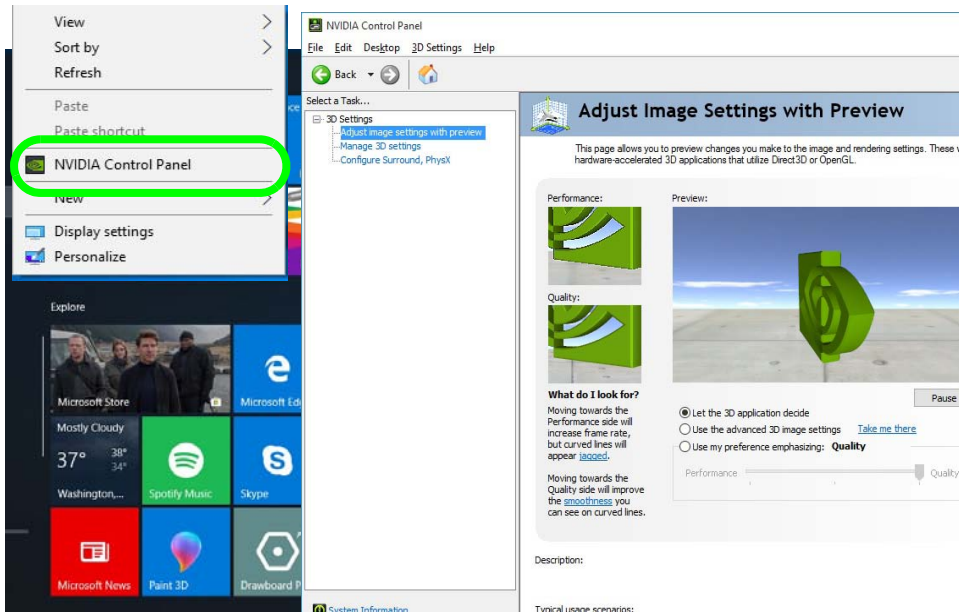 View
Sort by
Refresh
Paste
Paste shortcut
NVIDIA Control Panel
New
Display settings
Personalize
Explore
Microsoft Store
Microsoft Ed
Mostly Cloudy
37°
38°
34°
Washington,...
Spotify Music
Skype
Microsoft News
Paint 3D
Drawboard P
NVIDIA Control Panel
File Edit Desktop 3D Settings Help
Back
Select a Task...
3D Settings
Adjust image settings with preview
Manage 3D settings
Configure Surround, PhysX
System Information
Adjust Image Settings with Preview
This page allows you to preview changes you make to the image and rendering settings. These
hardware-accelerated 3D applications that utilize Direct3D or OpenGL.
Performance:
Preview:
Quality:
What do I look for?
Moving towards the
Performance side will
increase frame rate,
but curved lines will
appear jagged.
Moving towards the
Quality side will improve
the smoothness you
can see on curved lines.
Pause
Let the 3D application decide
Use the advanced 3D image settings Take me there
Use my preference emphasizing: Quality
Performance Quality
Description:
Typical usage scenarios: